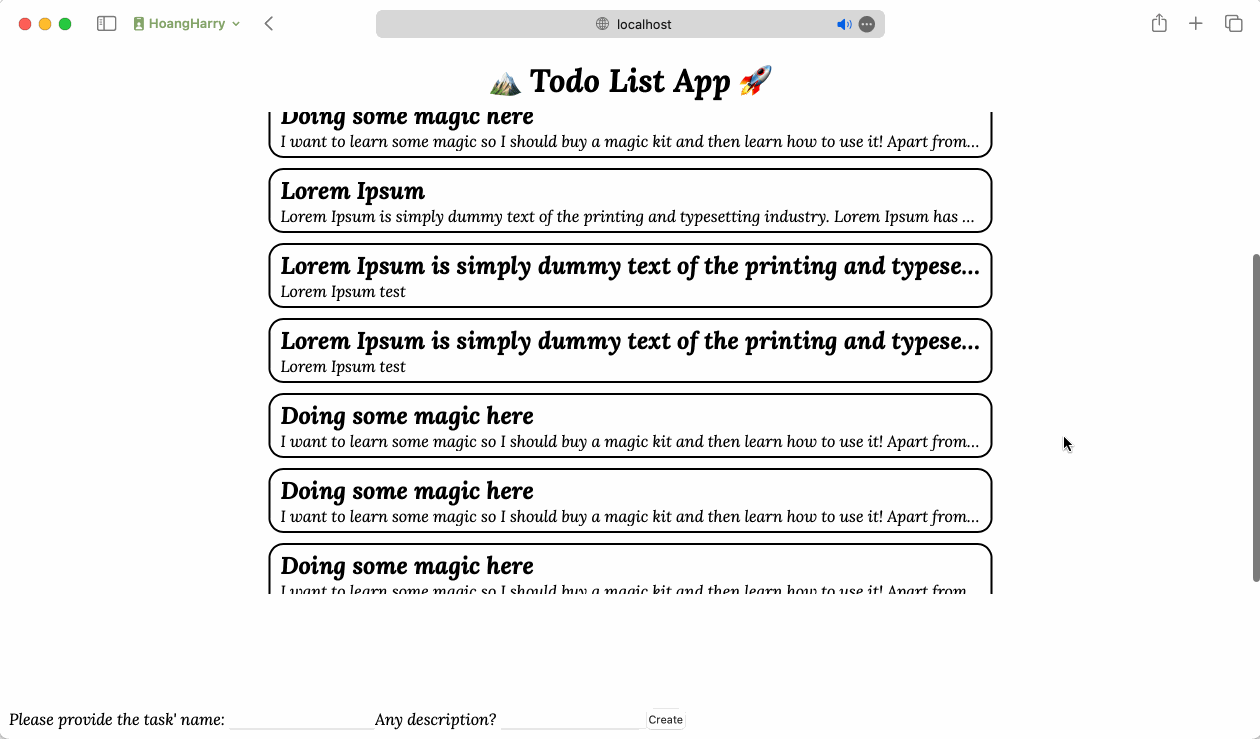 HoangHarry
localhost
Todo List App
Doing some magic here
I want to learn some magic so I should buy a magic kit and then learn how to use it! Apart from...
Lorem Ipsum
Lorem Ipsum is simply dummy text of the printing and typesetting industry. Lorem Ipsum has ...
Lorem Ipsum is simply dummy text of the printing and typese...
Lorem Ipsum test
Lorem Ipsum is simply dummy text of the printing and typese...
Lorem Ipsum test
Doing some magic here
I want to learn some magic so I should buy a magic kit and then learn how to use it! Apart from...
Doing some magic here
I want to learn some magic so I should buy a magic kit and then learn how to use it! Apart from...
Doing some magic here
I want to learn some magic so I should buy a magic kit and then learn how to use it! Apart from...
Please provide the task' name: Any description? Create